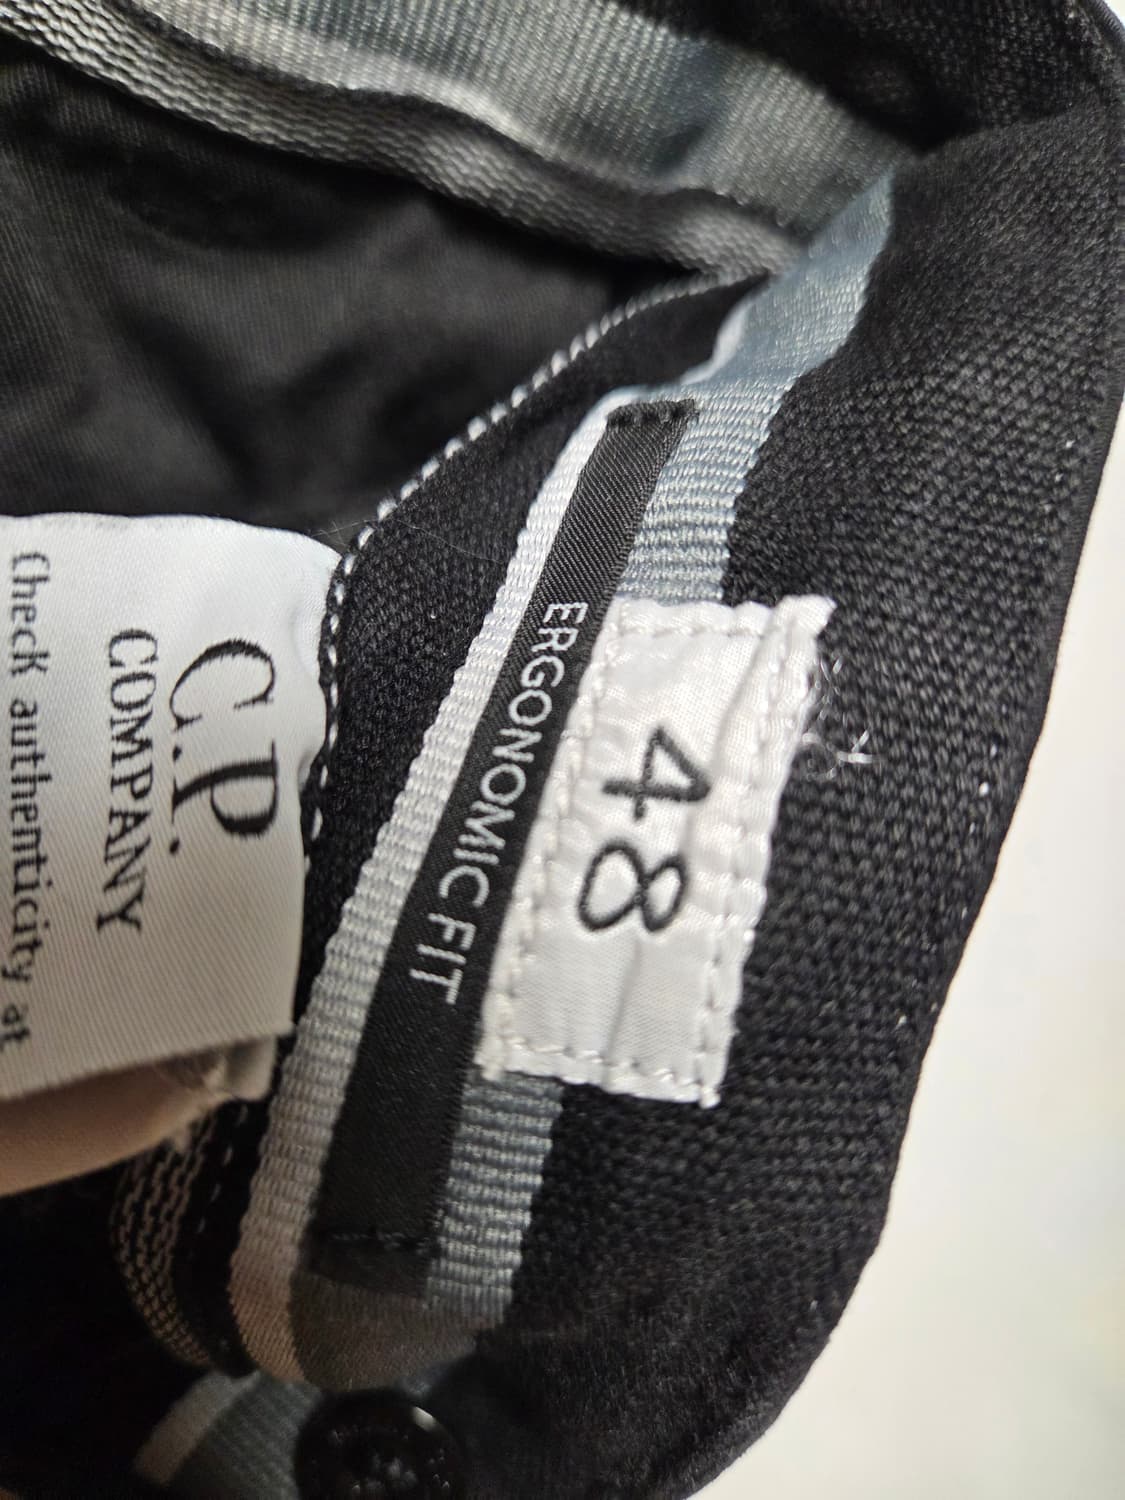 C.P.
COMPANY
Check authenticity at
ERGONOMIC FIT
48